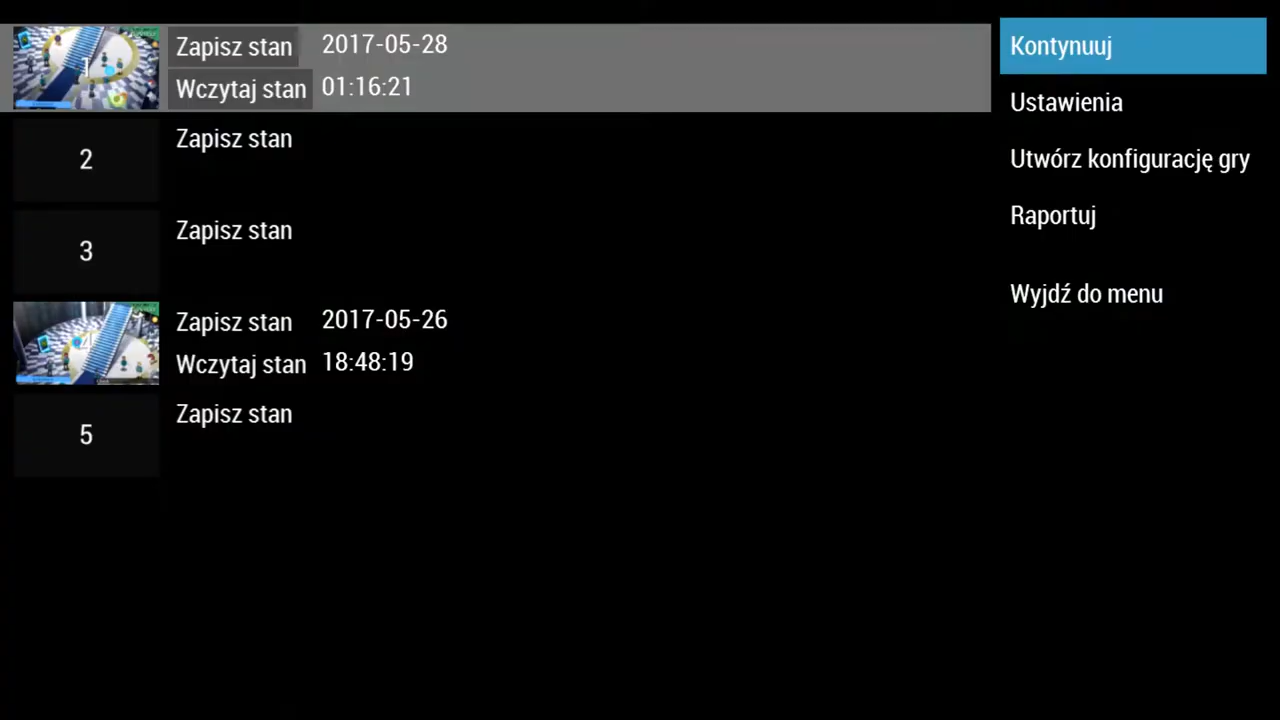 1
Zapisz stan 2017-05-28
Wczytaj stan 01:16:21
2
Zapisz stan
3
Zapisz stan
Zapisz stan 2017-05-26
Wczytaj stan 18:48:19
5
Zapisz stan
Kontynuuj
Ustawienia
Utwórz konfigurację gry
Raportuj
Wyjdź do menu